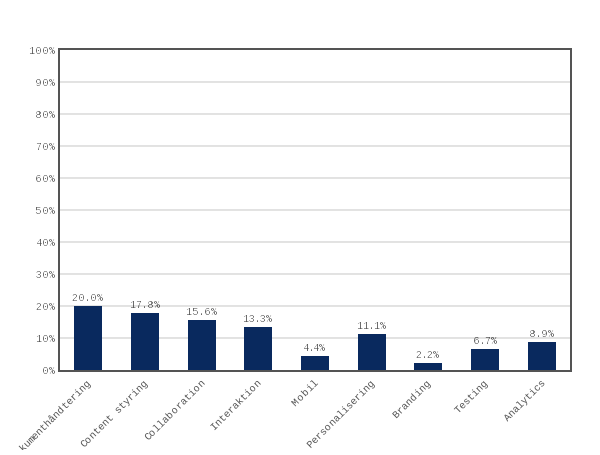 100%
90%
80%
70%
60%
50%
40%
30%
20%
10%
0%
20.0%
17.8%
15.6%
13.3%
4.4%
11.1%
2.2%
6.7%
8.9%
kumenthåndtering
Content styring
Collaboration
Interaktion
Mobil
Personalisering
Branding
Testing
Analytics